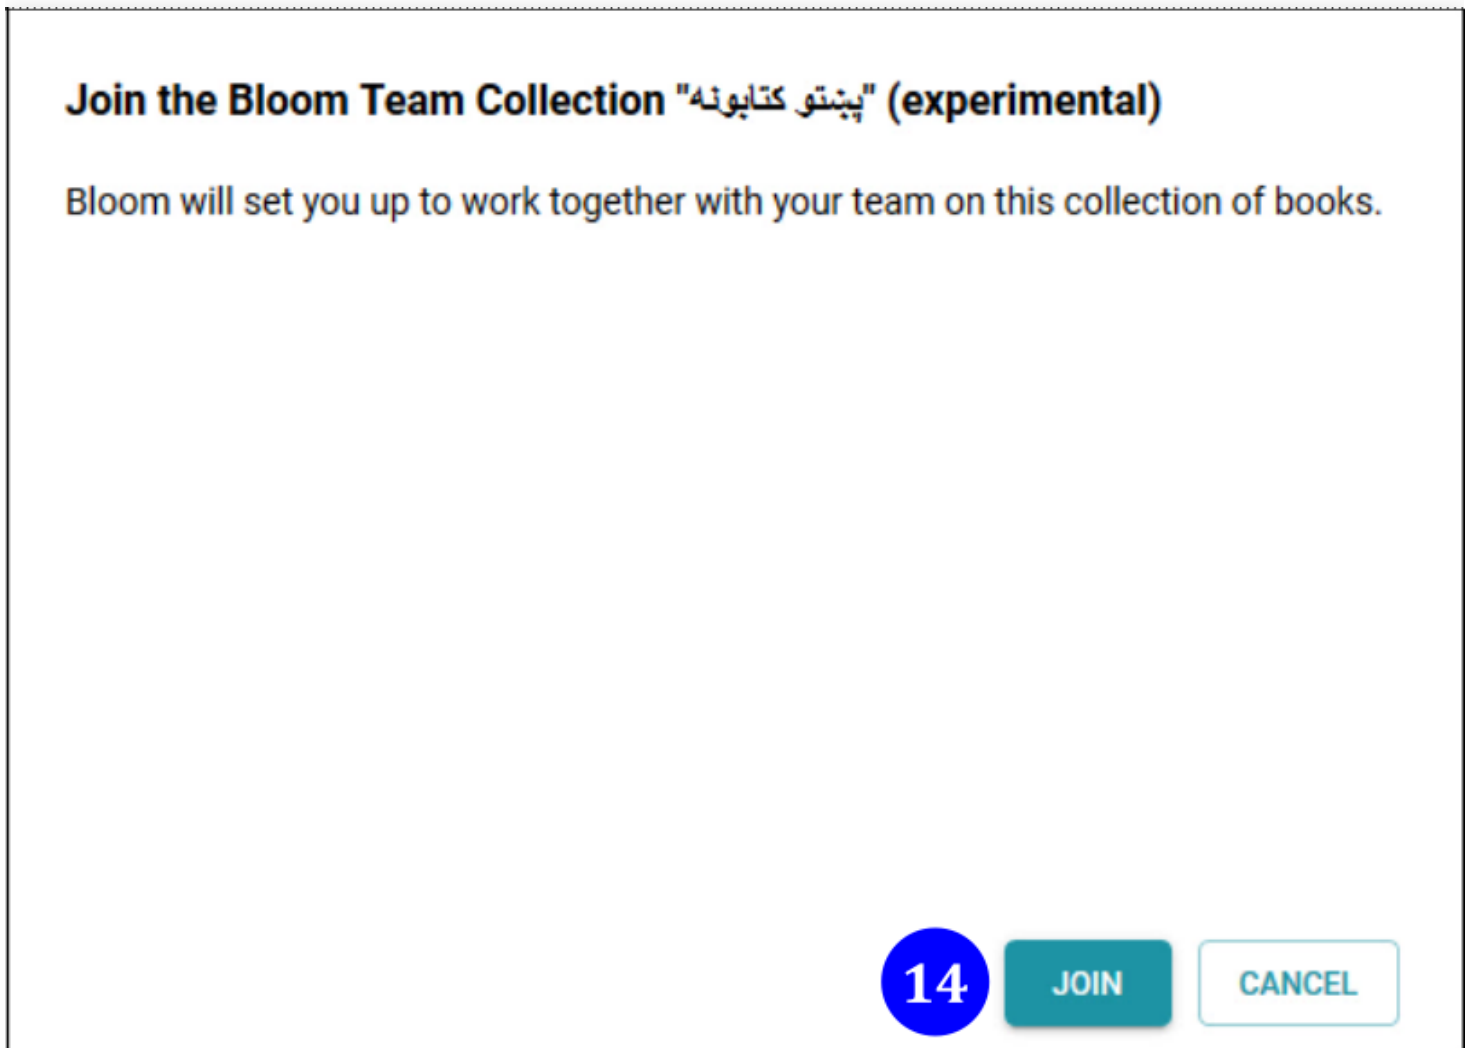 Join the Bloom Team Collection "پښتو کتابونه" (experimental)
Bloom will set you up to work together with your team on this collection of books.
14 JOIN CANCEL